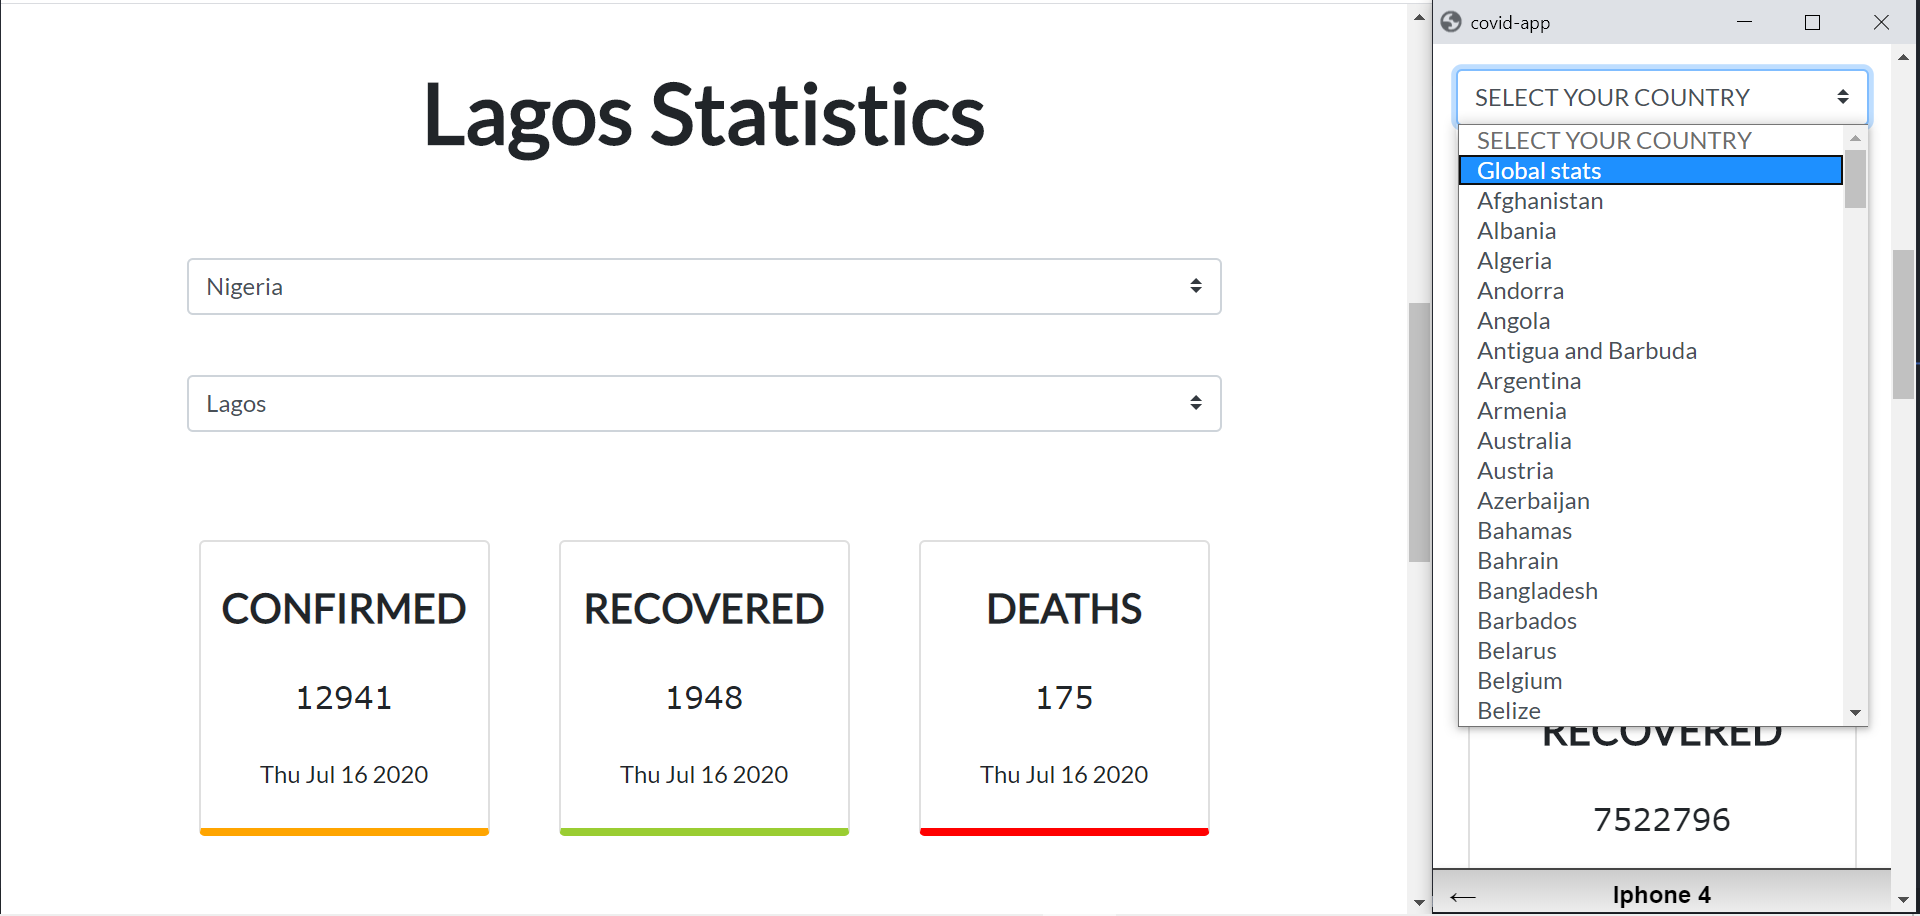 Lagos Statistics
Nigeria
Lagos
CONFIRMED
12941
Thu Jul 16 2020
RECOVERED
1948
Thu Jul 16 2020
DEATHS
175
Thu Jul 16 2020
covid-app
SELECT YOUR COUNTRY
SELECT YOUR COUNTRY
Global stats
Afghanistan
Albania
Algeria
Andorra
Angola
Antigua and Barbuda
Argentina
Armenia
Australia
Austria
Azerbaijan
Bahamas
Bahrain
Bangladesh
Barbados
Belarus
Belgium
Belize
RECOVERED
7522796
Iphone 4